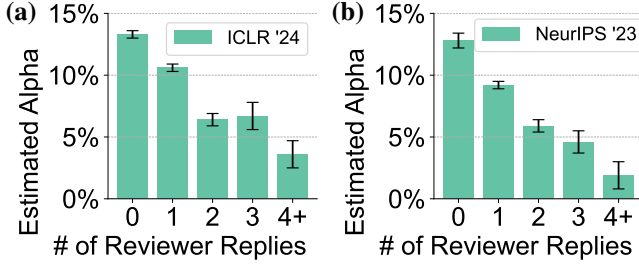 (a)
15%
10%
5%
0%
Estimated Alpha
ICLR '24
0 1 2 3 4+
# of Reviewer Replies
(b)
15%
10%
5%
0%
Estimated Alpha
NeurIPS '23
0 1 2 3 4+
# of Reviewer Replies